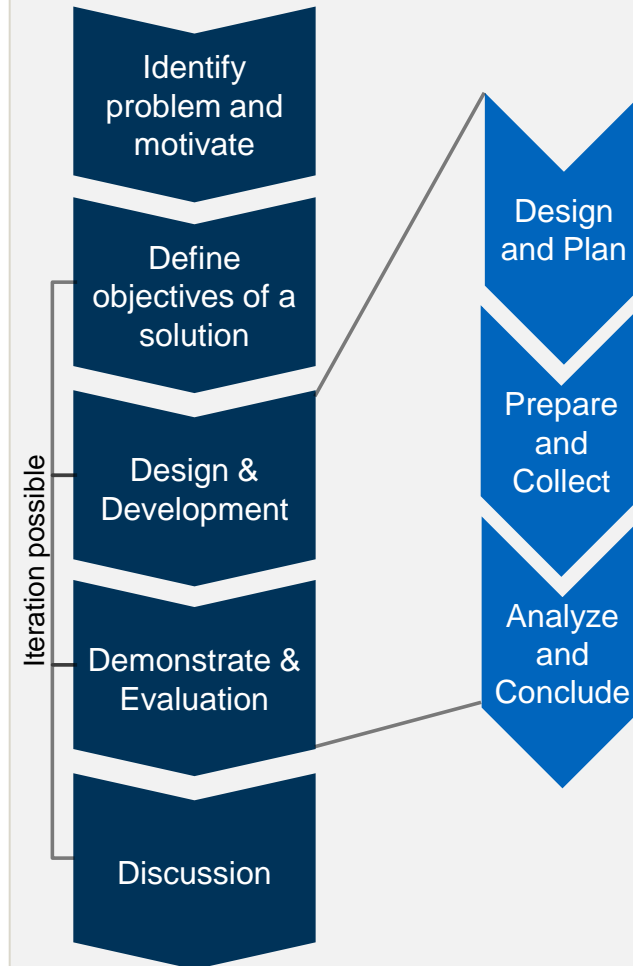 Identify
problem and
motivate
Define
objectives of a
solution
Design &
Development
Demonstrate &
Evaluation
Discussion
Iteration possible
Design
and Plan
Prepare
and
Collect
Analyze
and
Conclude